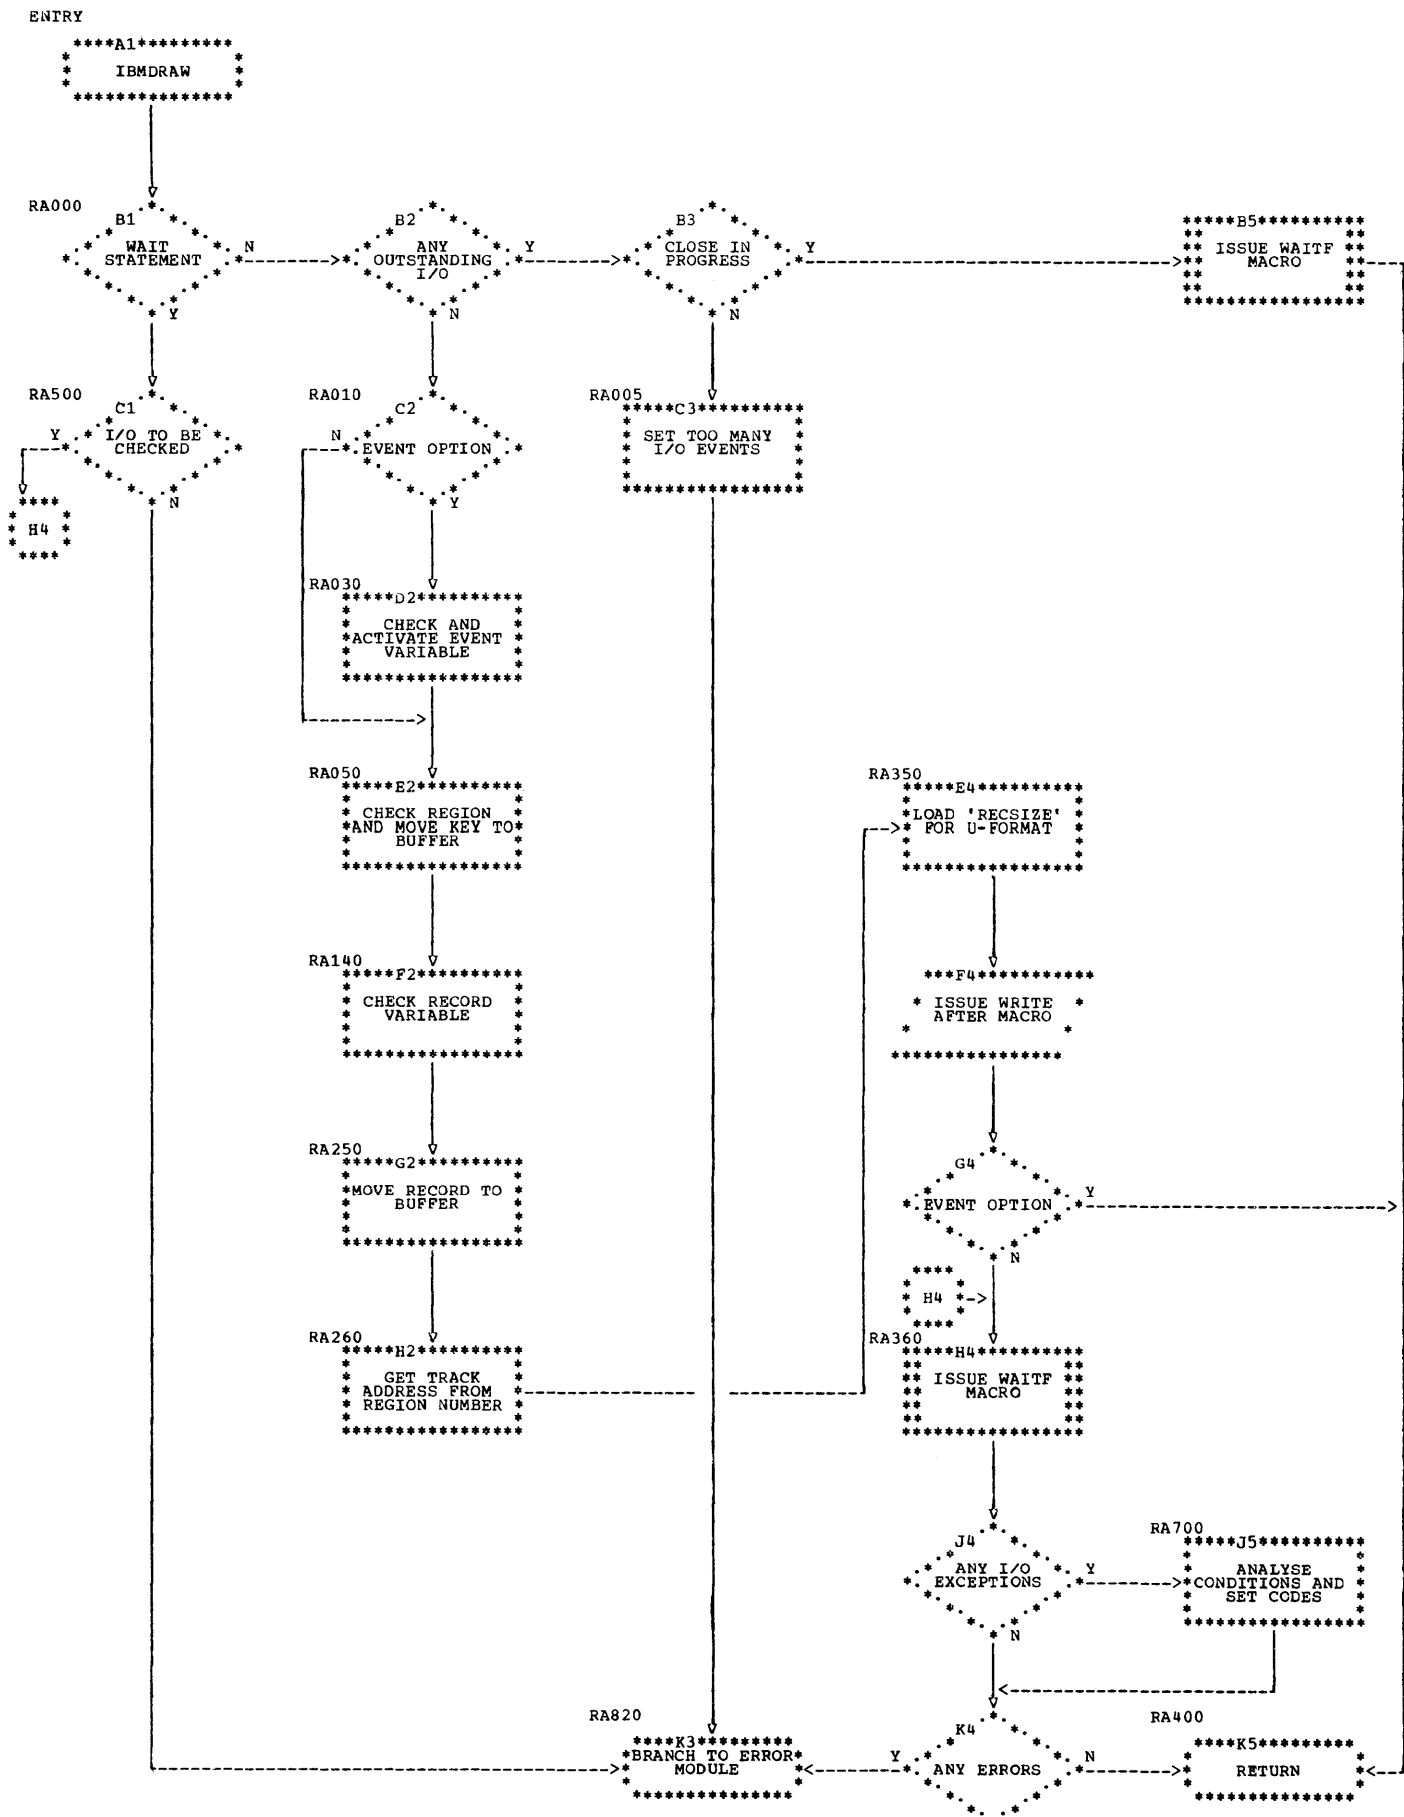 ENTRY
A1
IBMDRAW
RA000
B1
WAIT
STATEMENT
N
Y
B2
ANY
OUTSTANDING
I/O
Y
N
B3
CLOSE IN
PROGRESS
Y
N
B5
ISSUE WAITF
MACRO
RA500
C1
I/O TO BE
CHECKED
Y
N
H4
RA010
C2
EVENT OPTION
N
Y
RA005
C3
SET TOO MANY
I/O EVENTS
RA030
D2
CHECK AND
ACTIVATE EVENT
VARIABLE
RA050
E2
CHECK REGION
AND MOVE KEY TO
BUFFER
RA350
E4
LOAD 'RECSIZE'
FOR U-FORMAT
RA140
F2
CHECK RECORD
VARIABLE
F4
ISSUE WRITE
AFTER MACRO
RA250
G2
MOVE RECORD TO
BUFFER
G4
EVENT OPTION
Y
N
H4
RA260
H2
GET TRACK
ADDRESS FROM
REGION NUMBER
RA360
H4
ISSUE WAITF
MACRO
J4
ANY I/O
EXCEPTIONS
Y
N
RA700
J5
ANALYSE
CONDITIONS AND
SET CODES
RA820
K3
BRANCH TO ERROR
MODULE
K4
ANY ERRORS
Y
N
RA400
K5
RETURN